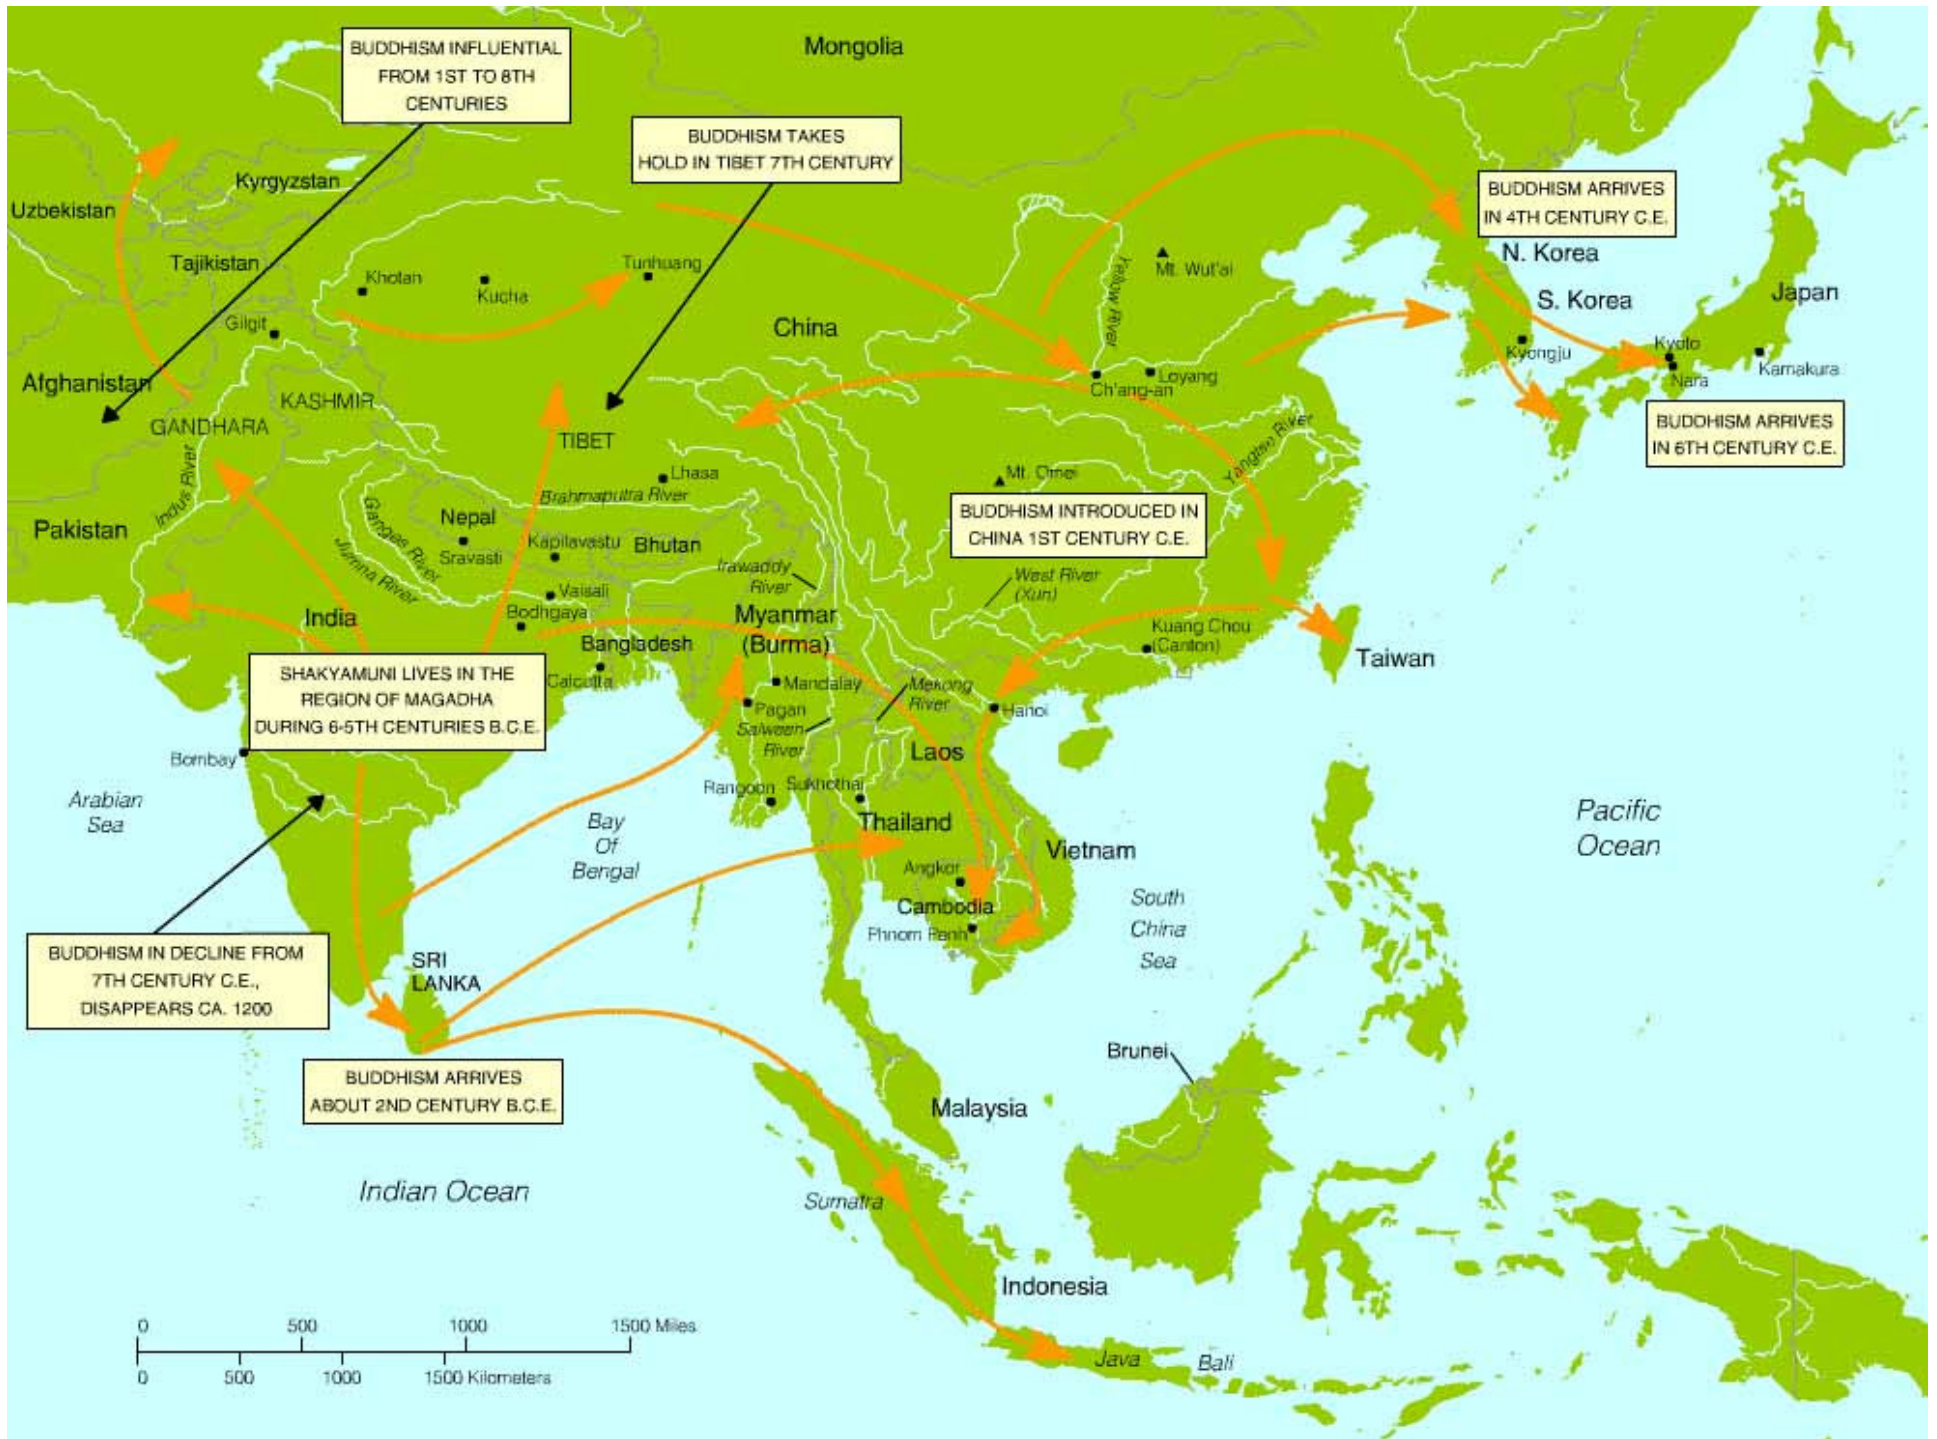 BUDDHISM INFLUENTIAL
FROM 1ST TO 8TH
CENTURIES
Mongolia
BUDDHISM TAKES
HOLD IN TIBET 7TH CENTURY
Kyrgyzstan
Uzbekistan
BUDDHISM ARRIVES
IN 4TH CENTURY C.E.
Tajikistan
Khotan
Kucha
Tunhuang
Yellow River
Mt. Wut'ai
N. Korea
S. Korea
Japan
Gilgit
China
Kyongju
Kyoto
Nara
Kamakura
Afghanistan
KASHMIR
GANDHARA
Ch'ang-an
Loyang
BUDDHISM ARRIVES
IN 6TH CENTURY C.E.
TIBET
Lhasa
Brahmaputra River
Yangtse River
Mt. Omei
Indus River
Pakistan
Ganges River
Jumna River
Nepal
Sravasti
Kapilavastu
Bhutan
BUDDHISM INTRODUCED IN
CHINA 1ST CENTURY C.E.
Irawaddy
River
West River
(Xun)
Vaisali
Bodhgaya
India
Myanmar
(Burma)
Bangladesh
Kuang Chou
(Canton)
Taiwan
SHAKYAMUNI LIVES IN THE
REGION OF MAGADHA
DURING 6-5TH CENTURIES B.C.E.
Calcutta
Mandalay
Mekong
River
Pagan
Hanoi
Salween
River
Laos
Bombay
Rangoon
Sukhothai
Arabian
Sea
Bay
Of
Bengal
Thailand
Pacific
Ocean
Vietnam
Angkor
Cambodia
Phnom Penh
South
China
Sea
BUDDHISM IN DECLINE FROM
7TH CENTURY C.E.,
DISAPPEARS CA. 1200
SRI
LANKA
BUDDHISM ARRIVES
ABOUT 2ND CENTURY B.C.E.
Brunei
Malaysia
Indian Ocean
Sumatra
Indonesia
Java
Bali
0 500 1000 1500 Miles
0 500 1000 1500 Kilometers